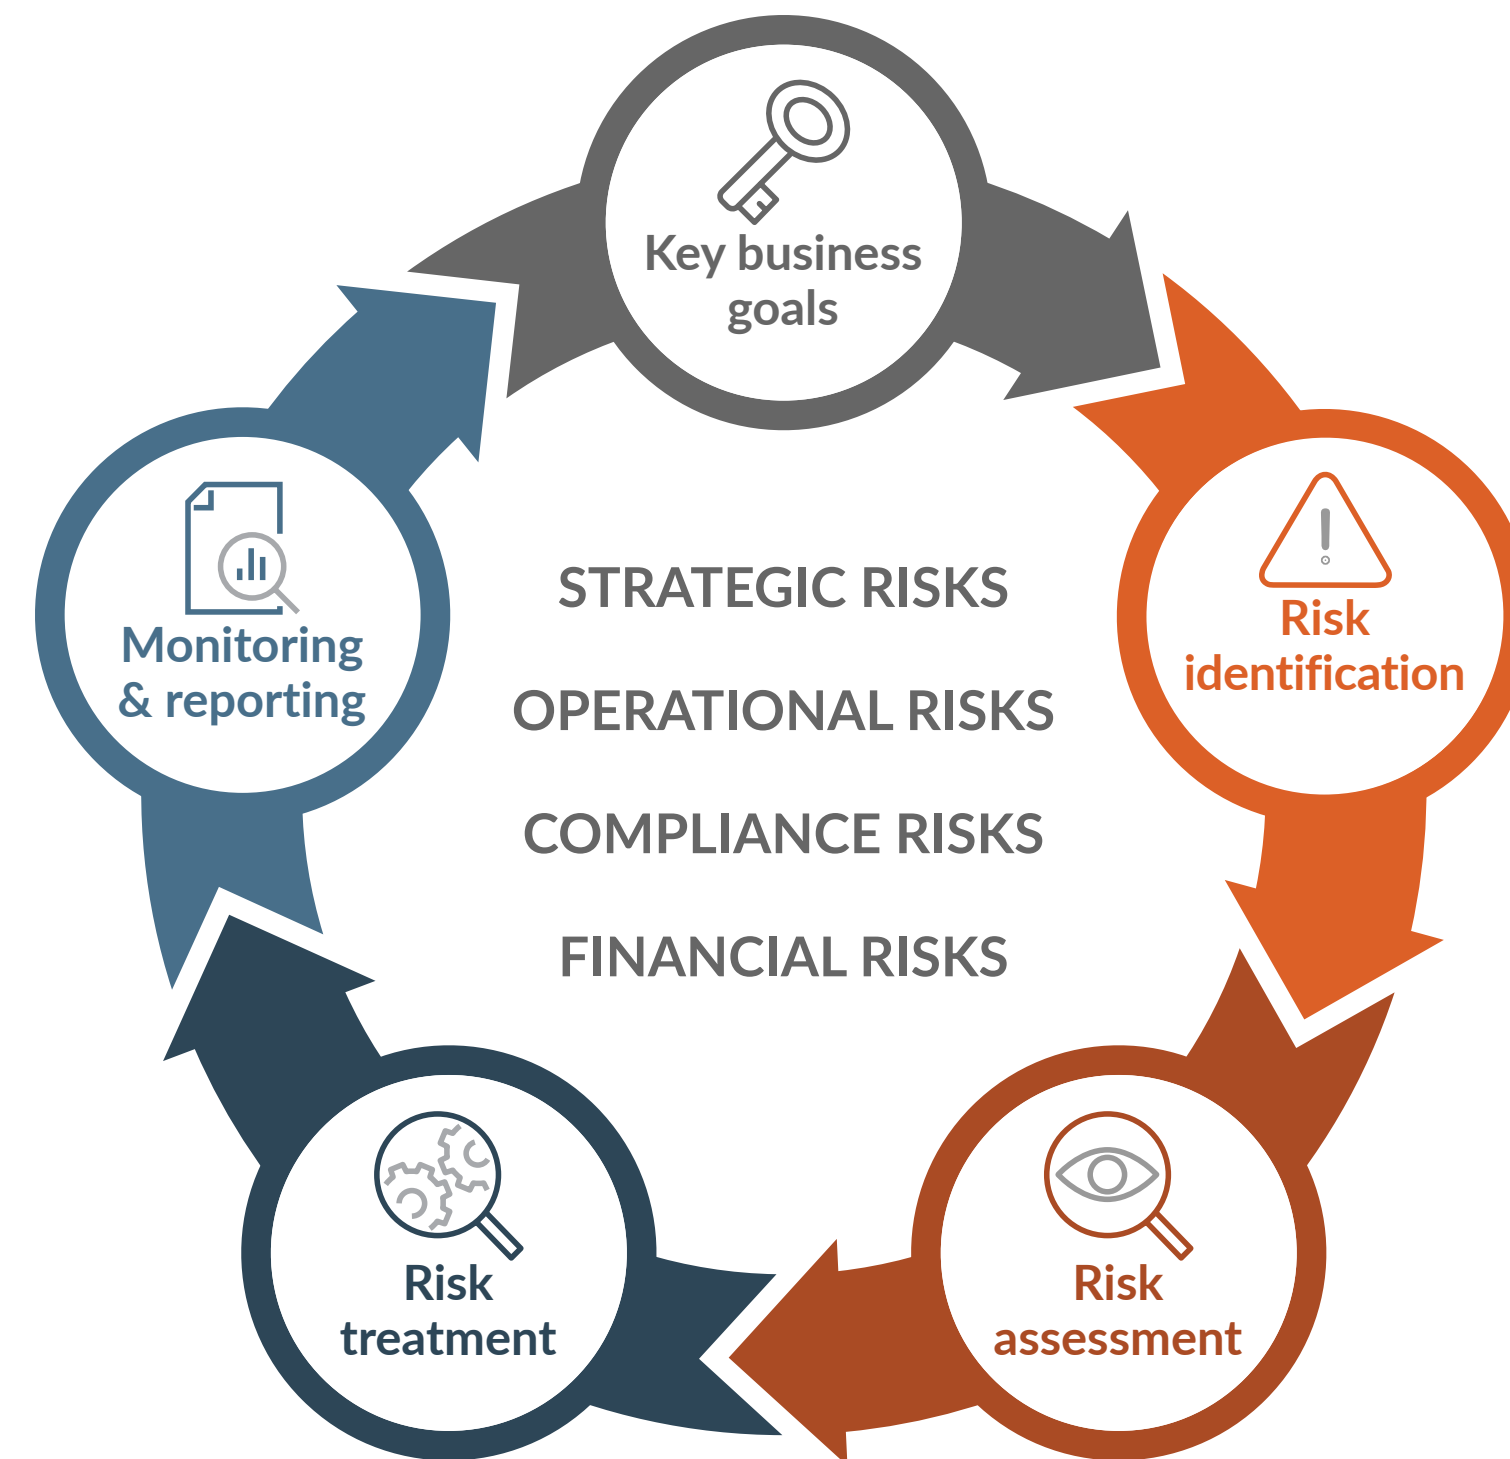 Key business
goals
Risk
identification
Monitoring
& reporting
STRATEGIC RISKS
OPERATIONAL RISKS
COMPLIANCE RISKS
FINANCIAL RISKS
Risk
treatment
Risk
assessment